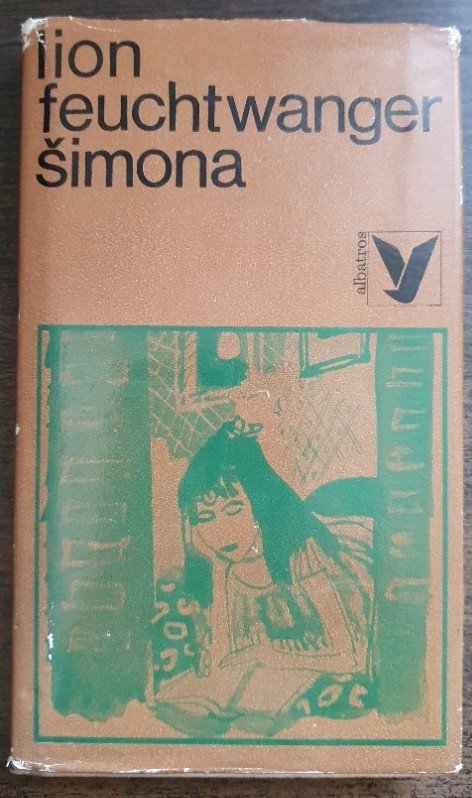 lion
feuchtwanger
šimona
albatros